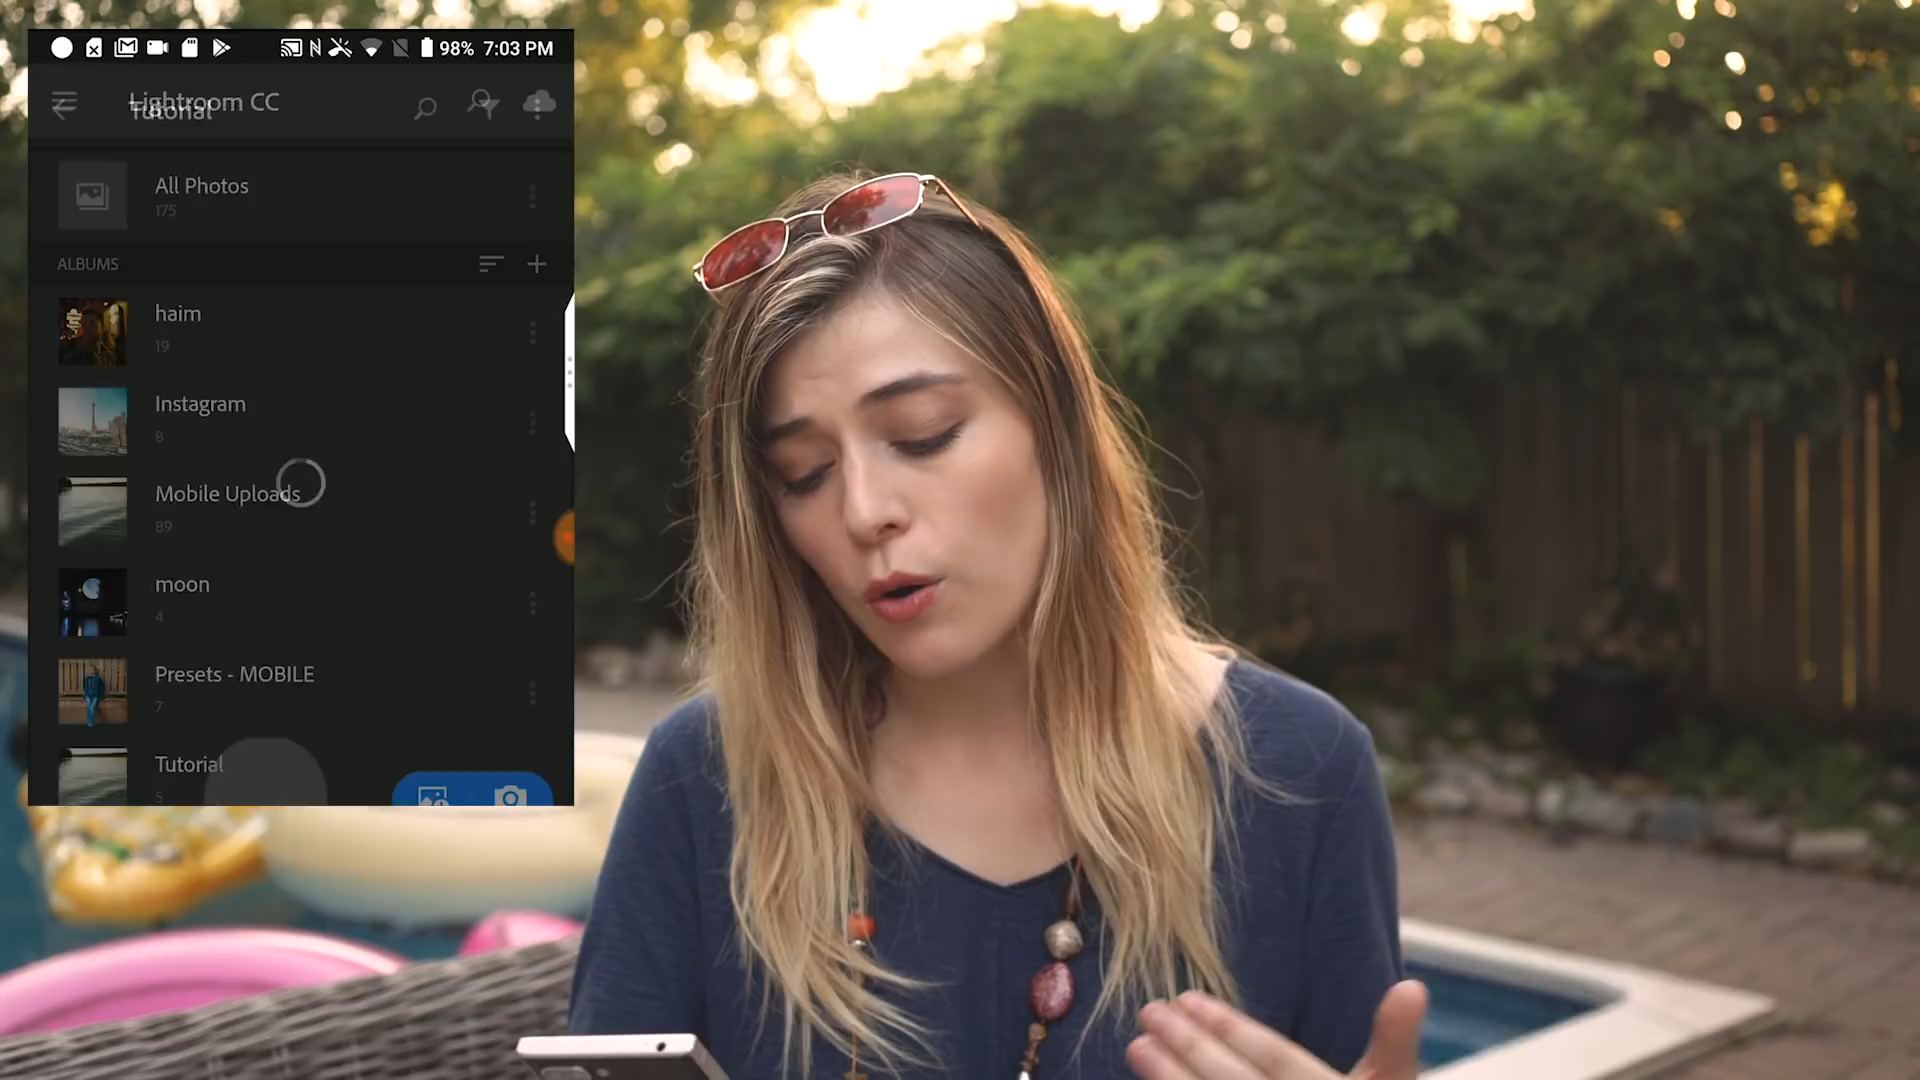 98% 7:03 PM
Lightroom CC
Tutorial
All Photos
175
ALBUMS
haim
19
Instagram
8
Mobile Uploads
89
moon
4
Presets - MOBILE
7
Tutorial
5